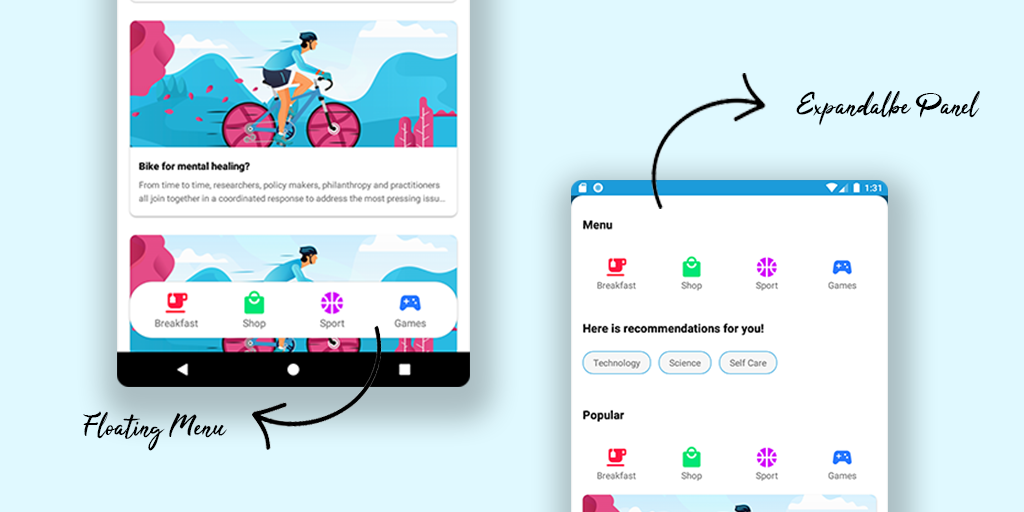 Bike for mental healing?
From time to time, researchers, policy makers, philanthropy and practitioners
all join together in a coordinated response to address the most pressing issu...
Breakfast Shop Sport Games
Floating Menu
Expandalbe Panel
1:31
Menu
Breakfast Shop Sport Games
Here is recommendations for you!
Technology Science Self Care
Popular
Breakfast Shop Sport Games